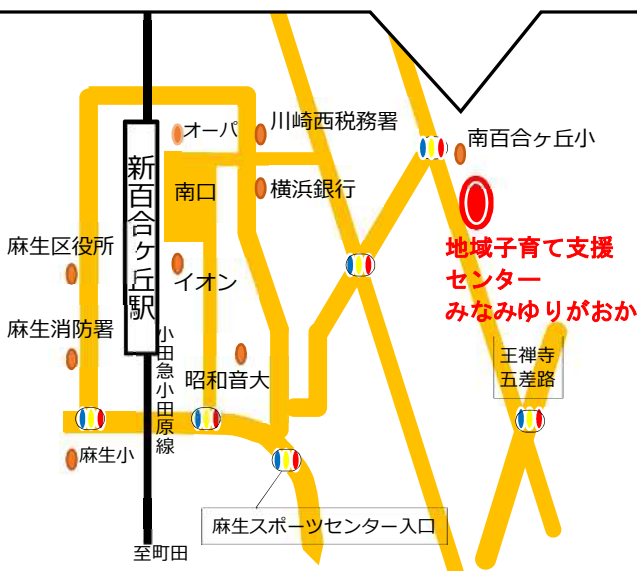 オーパ
川崎西税務署
南百合ヶ丘小
新百合ヶ丘駅
南口
横浜銀行
麻生区役所
イオン
地域子育て支援
センター
みなみゆりがおか
麻生消防署
小田急小田原線
昭和音大
王禅寺
五差路
麻生小
麻生スポーツセンター入口
至町田